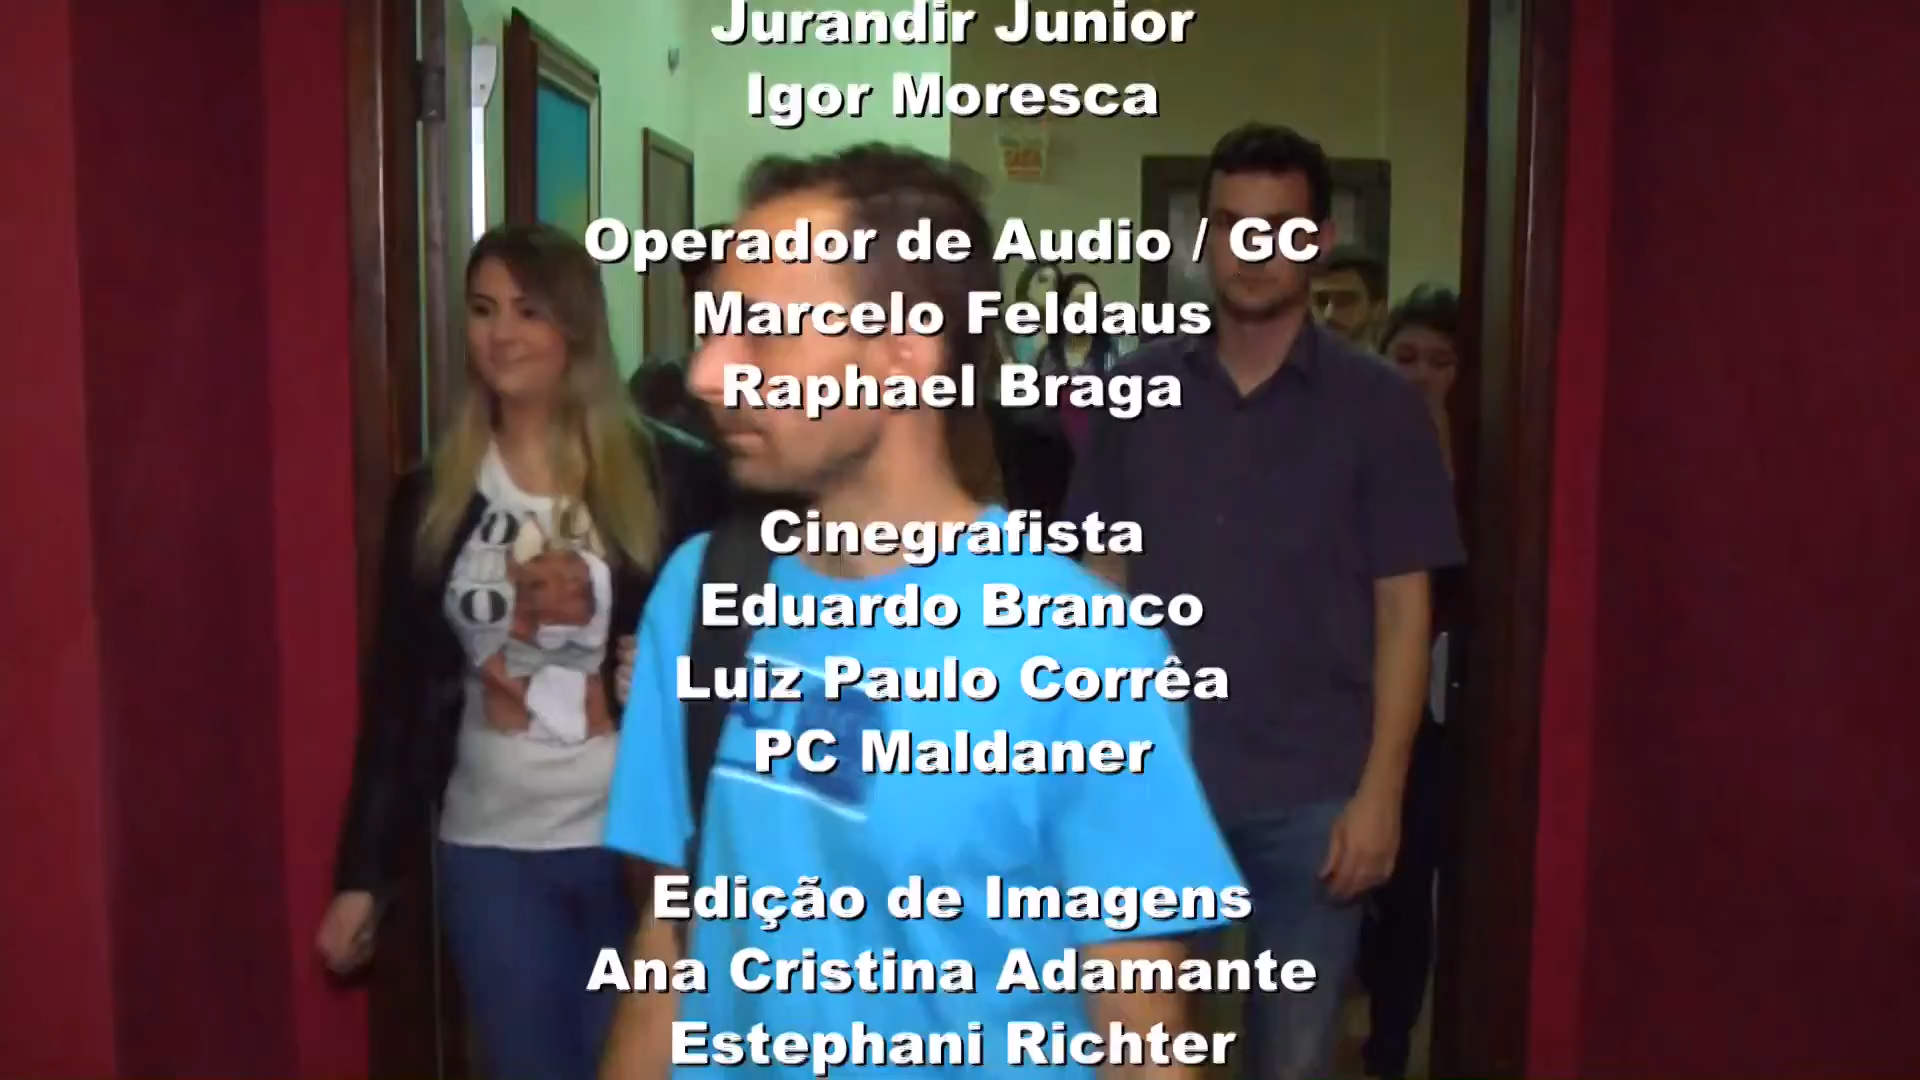 Jurandir Junior
Igor Moresca
Operador de Audio / GC
Marcelo Feldaus
Raphael Braga
Cinegrafista
Eduardo Branco
Luiz Paulo Corrêa
PC Maldaner
Edição de Imagens
Ana Cristina Adamante
Estephani Richter